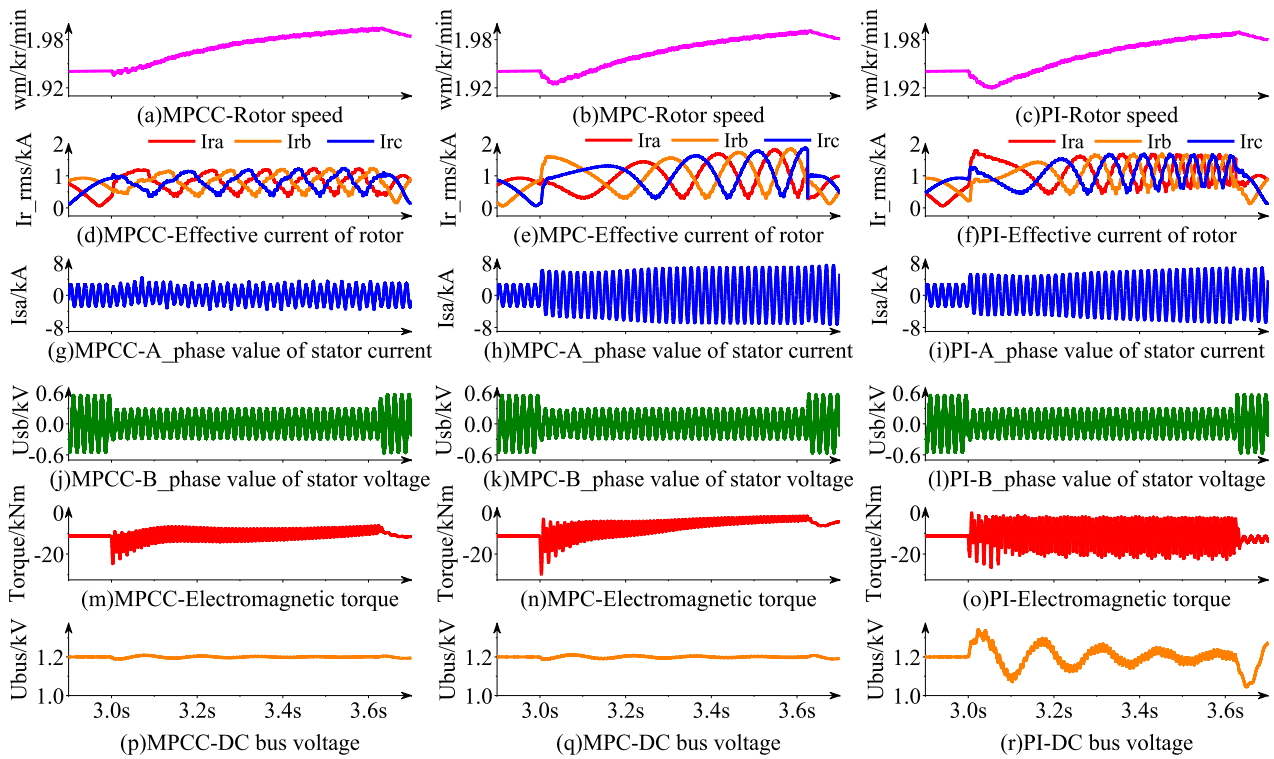 wm/kr/min
1.98
1.92
(a)MPCC-Rotor speed
wm/kr/min
1.98
1.92
(b)MPC-Rotor speed
wm/kr/min
1.98
1.92
(c)PI-Rotor speed
Ir_rms/kA
2
1
0
Ira Irb Irc
(d)MPCC-Effective current of rotor
Ir_rms/kA
2
1
0
Ira Irb Irc
(e)MPC-Effective current of rotor
Ir_rms/kA
2
1
0
Ira Irb Irc
(f)PI-Effective current of rotor
Isa/kA
8
0
-8
(g)MPCC-A_phase value of stator current
Isa/kA
8
0
-8
(h)MPC-A_phase value of stator current
Isa/kA
8
0
-8
(i)PI-A_phase value of stator current
Usb/kV
0.6
0.0
-0.6
(j)MPCC-B_phase value of stator voltage
Usb/kV
0.6
0.0
-0.6
(k)MPC-B_phase value of stator voltage
Usb/kV
0.6
0.0
-0.6
(l)PI-B_phase value of stator voltage
Torque/kNm
0
-20
(m)MPCC-Electromagnetic torque
Torque/kNm
0
-20
(n)MPC-Electromagnetic torque
Torque/kNm
0
-20
(o)PI-Electromagnetic torque
Ubus/kV
1.2
1.0
3.0s 3.2s 3.4s 3.6s
(p)MPCC-DC bus voltage
Ubus/kV
1.2
1.0
3.0s 3.2s 3.4s 3.6s
(q)MPC-DC bus voltage
Ubus/kV
1.2
1.0
3.0s 3.2s 3.4s 3.6s
(r)PI-DC bus voltage